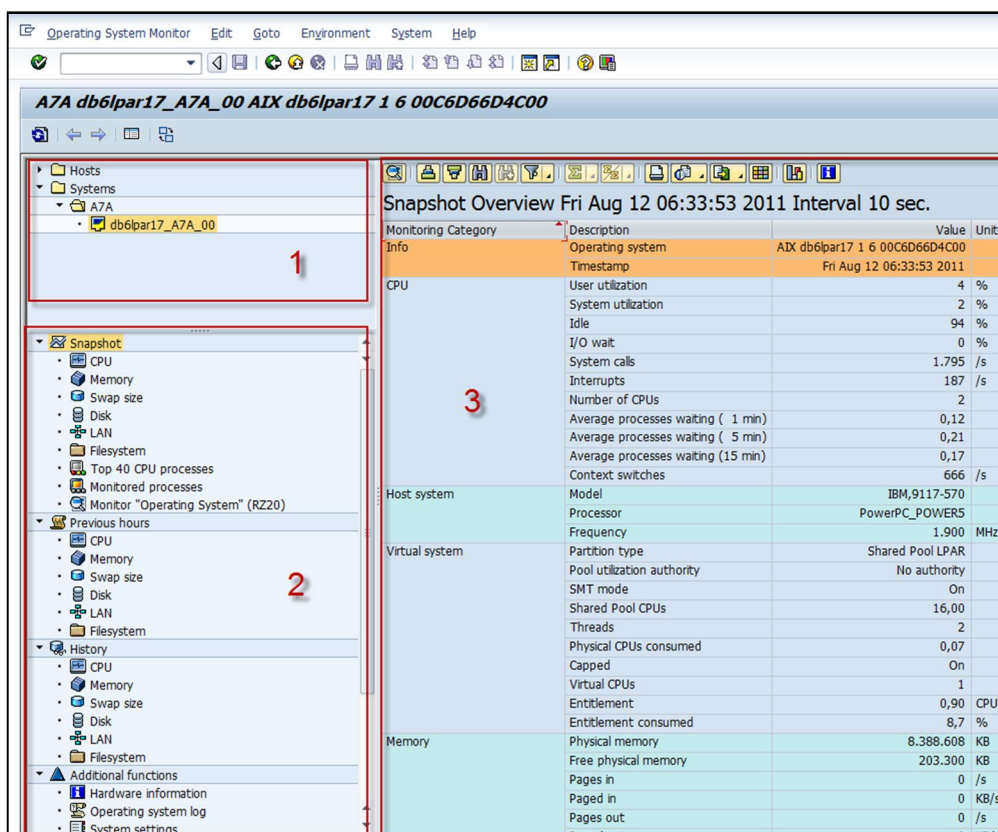 Operating System Monitor Edit Goto Environment System Help
A7A db6lpar17_A7A_00 AIX db6lpar17 1 6 00C6D66D4C00
Hosts
Systems
A7A
db6lpar17_A7A_00
1
Snapshot
CPU
Memory
Swap size
Disk
LAN
Filesystem
Top 40 CPU processes
Monitored processes
Monitor "Operating System" (RZ20)
Previous hours
CPU
Memory
Swap size
Disk
LAN
Filesystem
2
History
CPU
Memory
Swap size
Disk
LAN
Filesystem
Additional functions
Hardware information
Operating system log
System settings
Snapshot Overview Fri Aug 12 06:33:53 2011 Interval 10 sec.
Monitoring Category Description Value Unit
Info Operating system AIX db6lpar17 1 6 00C6D66D4C00
Timestamp Fri Aug 12 06:33:53 2011
CPU User utilization 4 %
System utilization 2 %
Idle 94 %
I/O wait 0 %
System calls 1.795 /s
Interrupts 187 /s
3
Number of CPUs 2
Average processes waiting ( 1 min) 0,12
Average processes waiting ( 5 min) 0,21
Average processes waiting (15 min) 0,17
Context switches 666 /s
Host system Model IBM,9117-570
Processor PowerPC_POWER5
Frequency 1.900 MHz
Virtual system Partition type Shared Pool LPAR
Pool utilization authority No authority
SMT mode On
Shared Pool CPUs 16,00
Threads 2
Physical CPUs consumed 0,07
Capped On
Virtual CPUs 1
Entitlement 0,90 CPU
Entitlement consumed 8,7 %
Memory Physical memory 8.388.608 KB
Free physical memory 203.300 KB
Pages in 0 /s
Paged in 0 KB/s
Pages out 0 /s